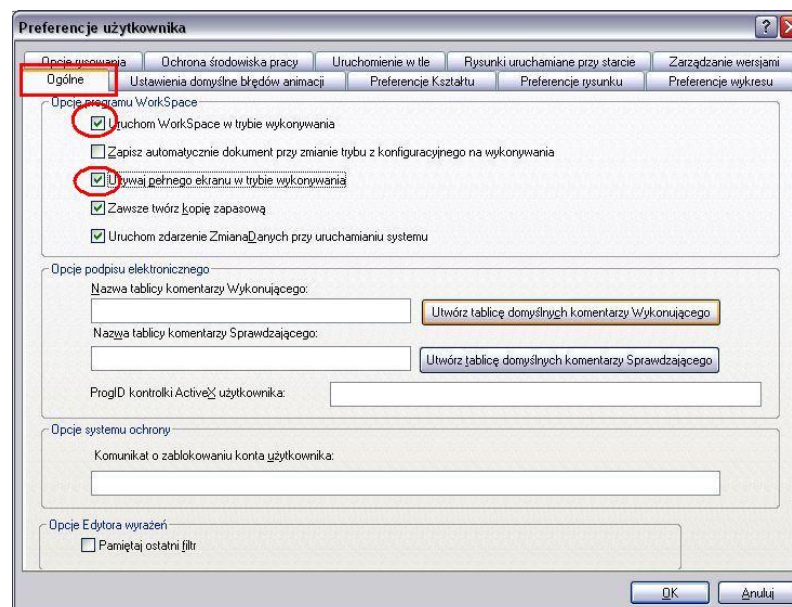 Preferencje użytkownika
Opcje rysowania Ochrona środowiska pracy Uruchomienie w tle Rysunki uruchamiane przy starcie Zarządzanie wersjami
Ogólne Ustawienia domyślne błędów animacji Preferencje Kształtu Preferencje rysunku Preferencje wykresu
Opcje programu WorkSpace
Uruchom WorkSpace w trybie wykonywania
Zapisz automatycznie dokument przy zmianie trybu z konfiguracyjnego na wykonywania
Używaj pełnego ekranu w trybie wykonywania
Zawsze twórz kopię zapasową
Uruchom zdarzenie ZmianaDanych przy uruchamianiu systemu
Opcje podpisu elektronicznego
Nazwa tablicy komentarzy Wykonującego:
Utwórz tablicę domyślnych komentarzy Wykonującego
Nazwa tablicy komentarzy Sprawdzającego:
Utwórz tablicę domyślnych komentarzy Sprawdzającego
ProgID kontrolki ActiveX użytkownika:
Opcje systemu ochrony
Komunikat o zablokowaniu konta użytkownika:
Opcje Edytora wyrażeń
Pamiętaj ostatni filtr
OK Anuluj